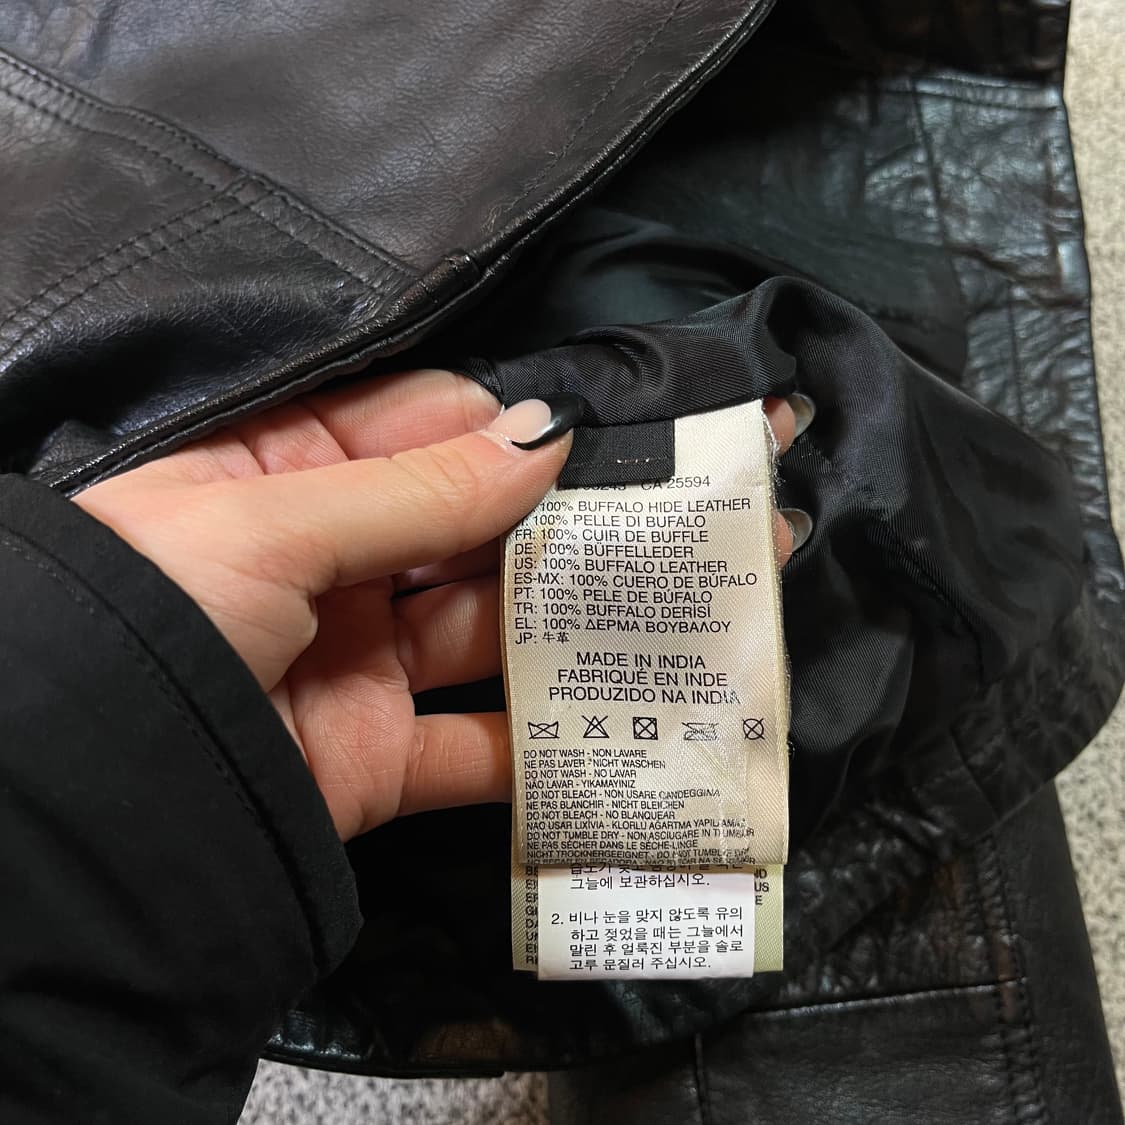 CA 25594
100% BUFFALO HIDE LEATHER
100% PELLE DI BUFALO
FR: 100% CUIR DE BUFFLE
DE: 100% BÜFFELLEDER
US: 100% BUFFALO LEATHER
ES-MX: 100% CUERO DE BÚFALO
PT: 100% PELE DE BÚFALO
TR: 100% BUFFALO DERİSİ
EL: 100% ΔΕΡΜΑ ΒΟΥΒΑΛΟΥ
JP: 牛革
MADE IN INDIA
FABRIQUÉ EN INDE
PRODUZIDO NA INDIA
DO NOT WASH - NON LAVARE
NE PAS LAVER - NICHT WASCHEN
DO NOT WASH - NO LAVAR
NÃO LAVAR - YIKAMAYINIZ
DO NOT BLEACH - NON USARE CANDEGGINA
NE PAS BLANCHIR - NICHT BLEICHEN
DO NOT BLEACH - NO BLANQUEAR
NÃO USAR LIXÍVIA - KLORLU AGARTMA YAPILAMAZ
DO NOT TUMBLE DRY - NON ASCIUGARE IN TUMBLER
NE PAS SÉCHER DANS LE SÈCHE-LINGE
NICHT TROCKNERGEEIGNET - DO NOT TUMBLE DRY
그늘에 보관하십시오.
2. 비나 눈을 맞지 않도록 유의
하고 젖었을 때는 그늘에서
말린 후 얼룩진 부분을 솔로
고루 문질러 주십시오.